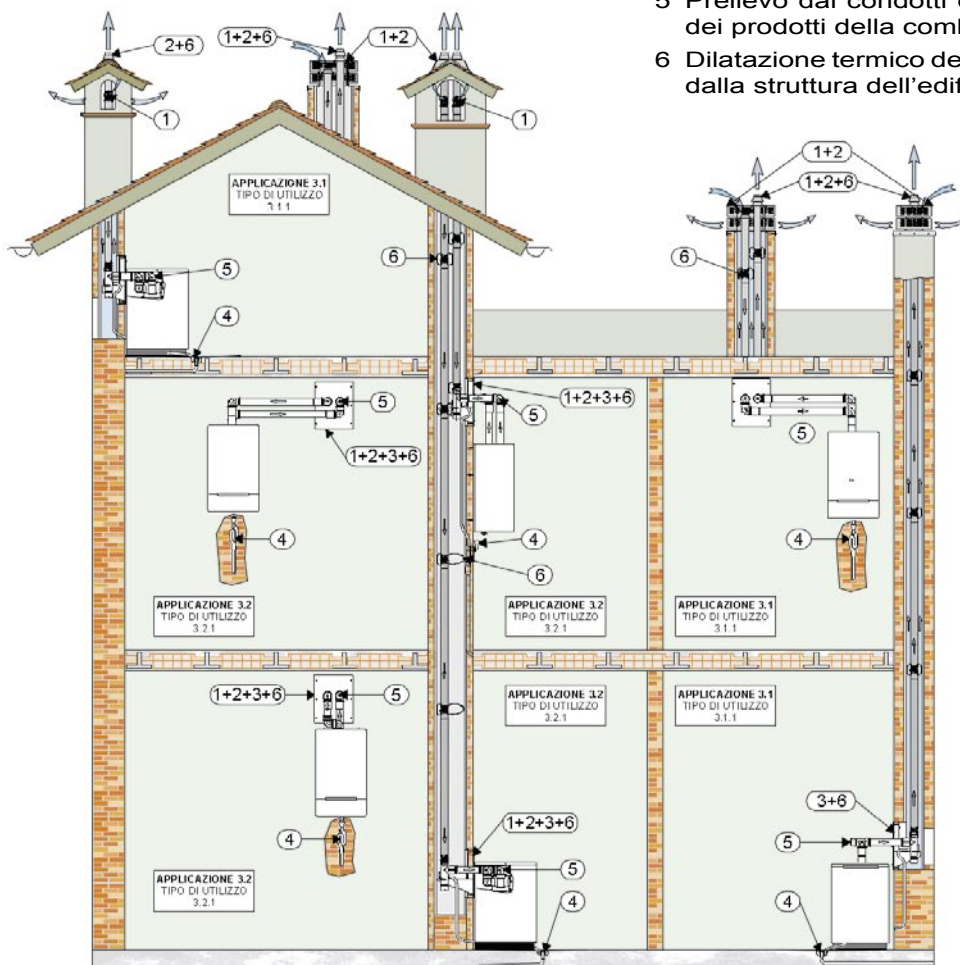 5 Prelievo dai condotti
dei prodotti della
6 Dilatazione termico
dalla struttura
2+6
1+2+6
1+2
1
1
1+2
1+2+6
APPLICAZIONE 3.1
TIPO DI UTILIZZO
3.1.1
6
6
5
4
5
1+2+3+6
1+2+3+6
5
5
4
4
4
6
APPLICAZIONE 3.2
TIPO DI UTILIZZO
3.2.1
APPLICAZIONE 3.2
TIPO DI UTILIZZO
3.2.1
APPLICAZIONE 3.1
TIPO DI UTILIZZO
3.1.1
1+2+3+6
5
APPLICAZIONE 3.2
TIPO DI UTILIZZO
3.2.1
APPLICAZIONE 3.1
TIPO DI UTILIZZO
3.1.1
4
1+2+3+6
3+6
5
5
APPLICAZIONE 3.2
TIPO DI UTILIZZO
3.2.1
4
4